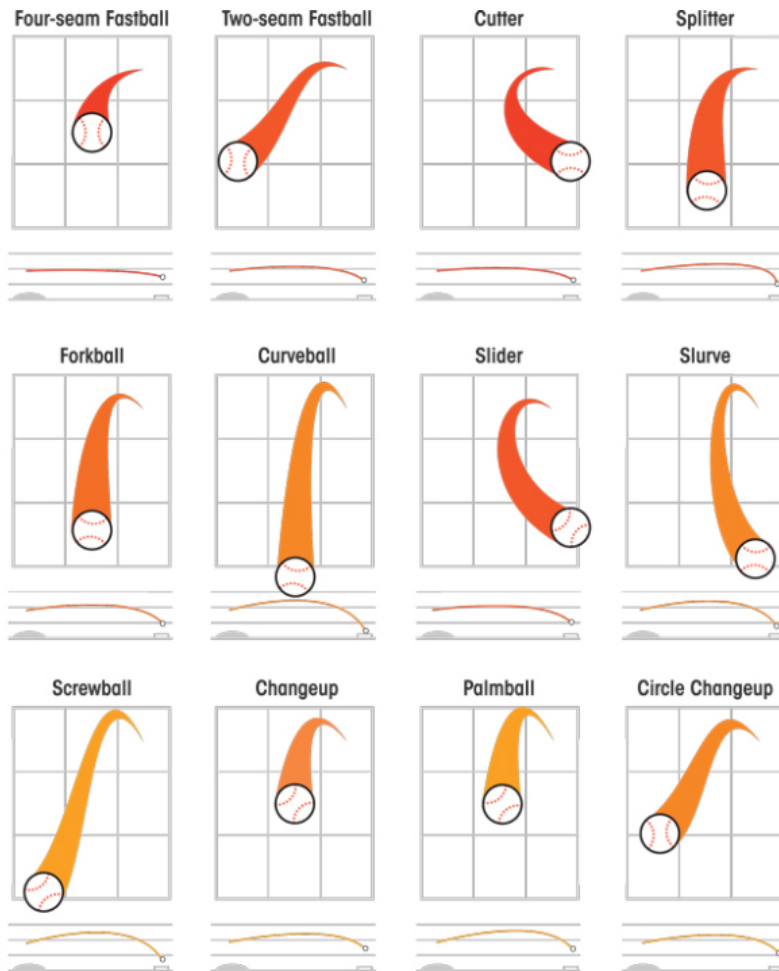 Four-seam Fastball
Two-seam Fastball
Cutter
Splitter
Forkball
Curveball
Slider
Slurve
Screwball
Changeup
Palmball
Circle Changeup